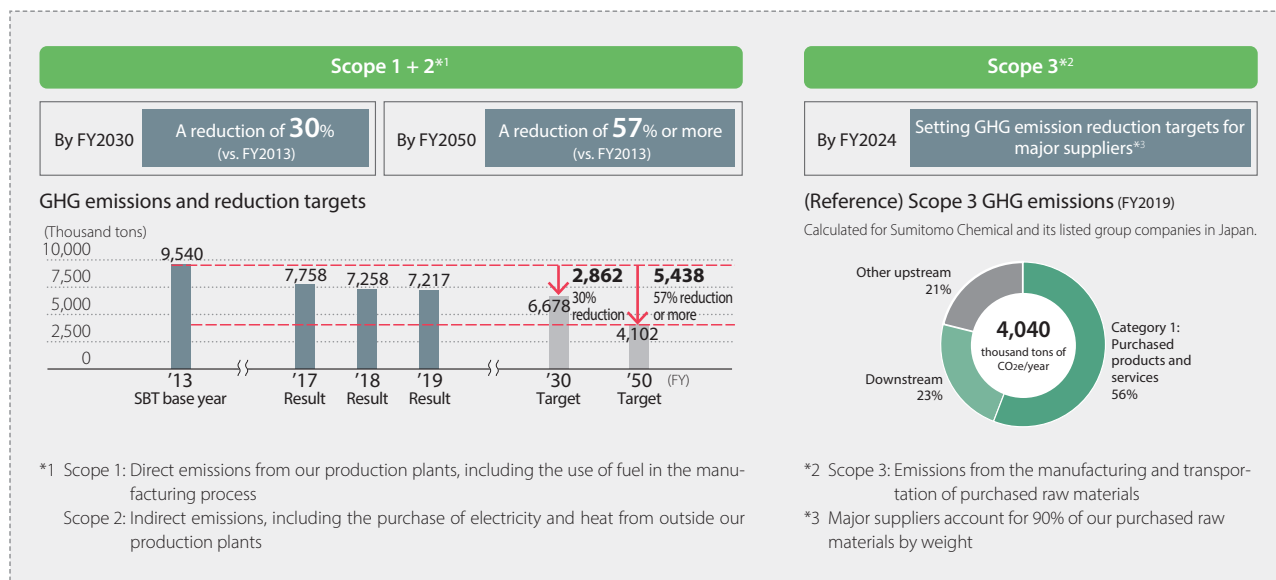 Scope 1 + 2*1
By FY2030
A reduction of 30%
(vs. FY2013)
By FY2050
A reduction of 57% or more
(vs. FY2013)
GHG emissions and reduction targets
(Thousand tons)
10,000
7,500
5,000
2,500
0
9,540
7,758
7,258
7,217
6,678
2,862
30%
reduction
4,102
5,438
57% reduction
or more
'13
SBT base year
'17
Result
'18
Result
'19
Result
'30
Target
'50
Target
(FY)
*1 Scope 1: Direct emissions from our production plants, including the use of fuel in the manu-
facturing process
Scope 2: Indirect emissions, including the purchase of electricity and heat from outside our
production plants
Scope 3*2
By FY2024
Setting GHG emission reduction targets for
major suppliers*3
(Reference) Scope 3 GHG emissions (FY2019)
Calculated for Sumitomo Chemical and its listed group companies in Japan.
Other upstream
21%
Downstream
23%
4,040
thousand tons of
CO2e/year
Category 1:
Purchased
products and
services
56%
*2 Scope 3: Emissions from the manufacturing and transpor-
tation of purchased raw materials
*3 Major suppliers account for 90% of our purchased raw
materials by weight